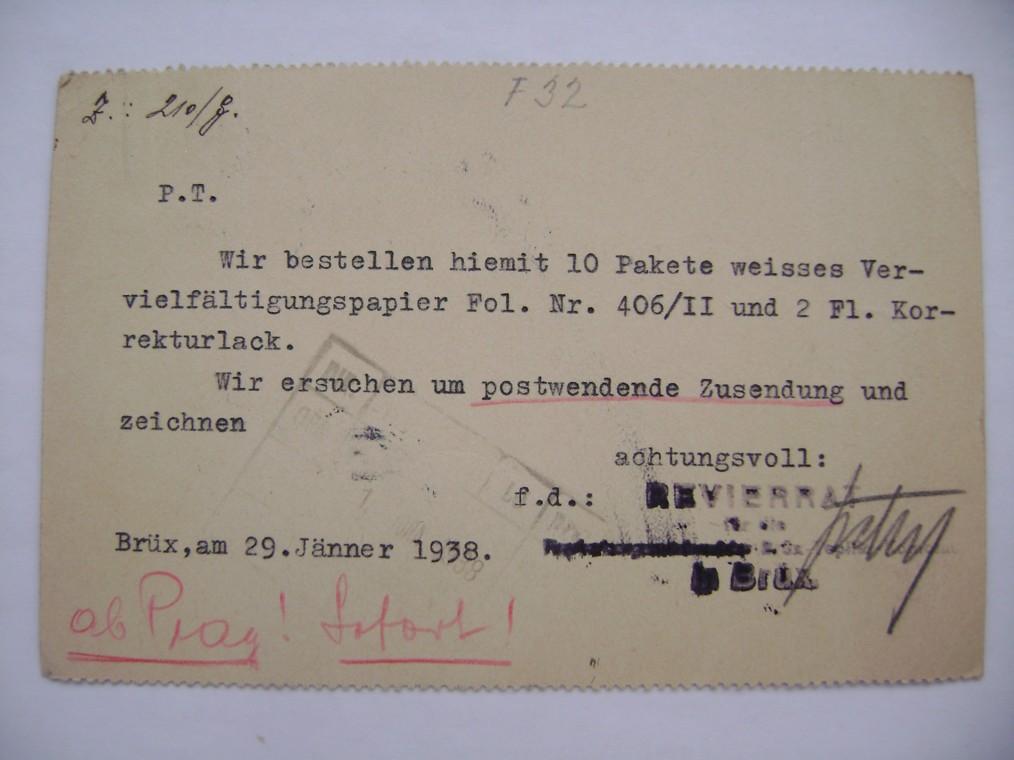 Z.: 210/J.
F 32
P.T.
Wir bestellen hiemit 10 Pakete weisses Ver-
vielfältigungspapier Fol. Nr. 406/II und 2 Fl. Kor-
rekturlack.
Wir ersuchen um postwendende Zusendung und
zeichnen
achtungsvoll:
f.d.: REVIERRAT
für die
Brüx,am 29.Jänner 1938.
in Brüx.
ab Prag! Sofort!